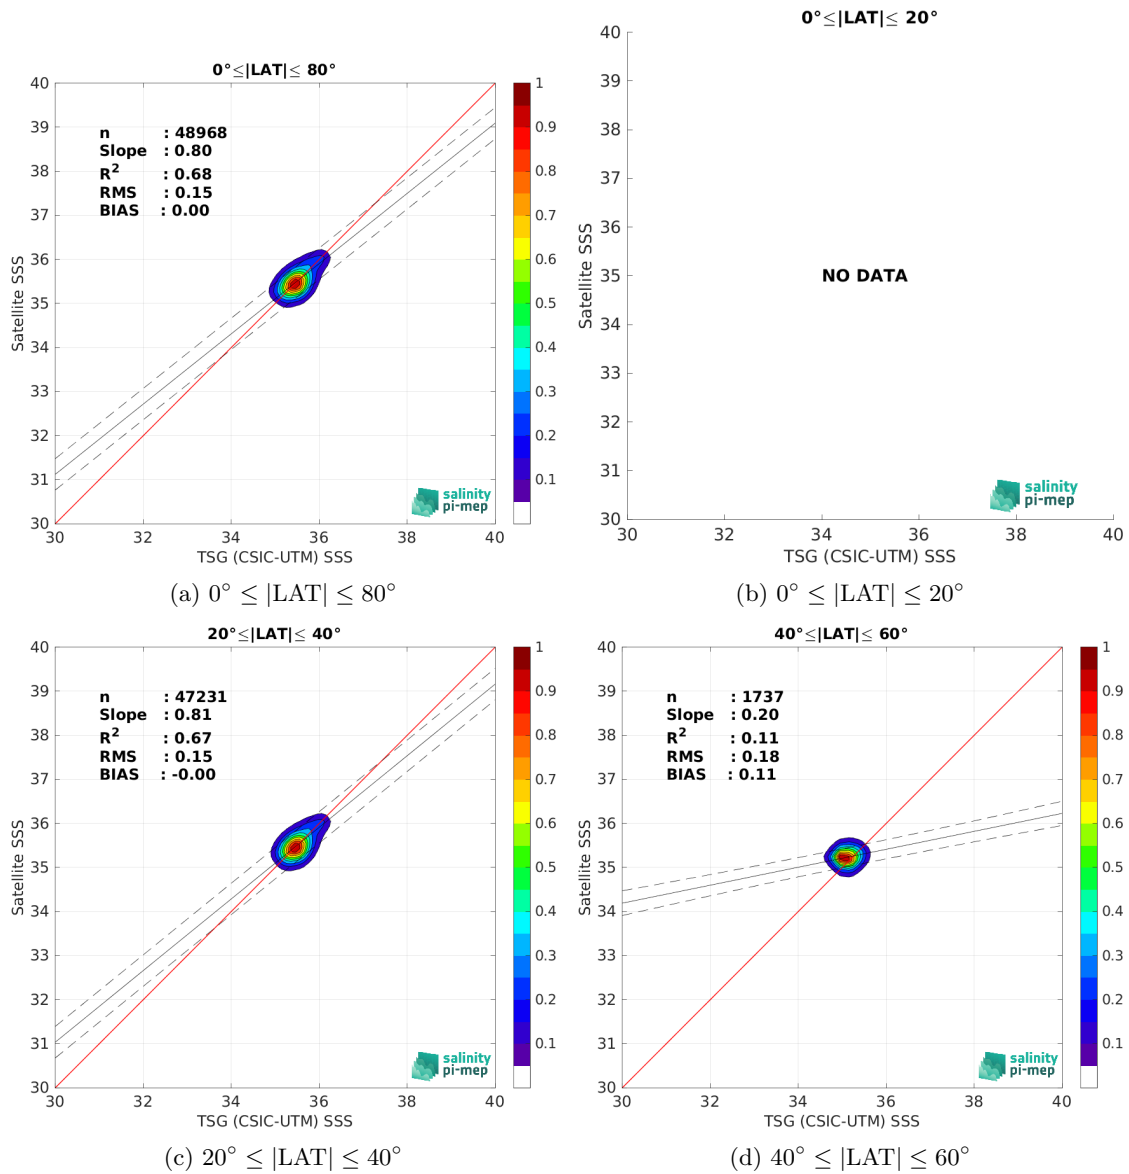 0°≤|LAT|≤ 80°
40
39
38
37
36
35
34
33
32
31
30
Satellite SSS
n : 48968
Slope : 0.80
R² : 0.68
RMS : 0.15
BIAS : 0.00
salinity
pi-mep
30 32 34 36 38 40
TSG (CSIC-UTM) SSS
1
0.9
0.8
0.7
0.6
0.5
0.4
0.3
0.2
0.1
(a) 0° ≤ |LAT| ≤ 80°
0°≤|LAT|≤ 20°
40
39
38
37
36
35
34
33
32
31
30
Satellite SSS
NO DATA
salinity
pi-mep
30 32 34 36 38 40
TSG (CSIC-UTM) SSS
(b) 0° ≤ |LAT| ≤ 20°
20°≤|LAT|≤ 40°
40
39
38
37
36
35
34
33
32
31
30
Satellite SSS
n : 47231
Slope : 0.81
R² : 0.67
RMS : 0.15
BIAS : -0.00
salinity
pi-mep
30 32 34 36 38 40
TSG (CSIC-UTM) SSS
1
0.9
0.8
0.7
0.6
0.5
0.4
0.3
0.2
0.1
(c) 20° ≤ |LAT| ≤ 40°
40°≤|LAT|≤ 60°
40
39
38
37
36
35
34
33
32
31
30
Satellite SSS
n : 1737
Slope : 0.20
R² : 0.11
RMS : 0.18
BIAS : 0.11
salinity
pi-mep
30 32 34 36 38 40
TSG (CSIC-UTM) SSS
1
0.9
0.8
0.7
0.6
0.5
0.4
0.3
0.2
0.1
(d) 40° ≤ |LAT| ≤ 60°